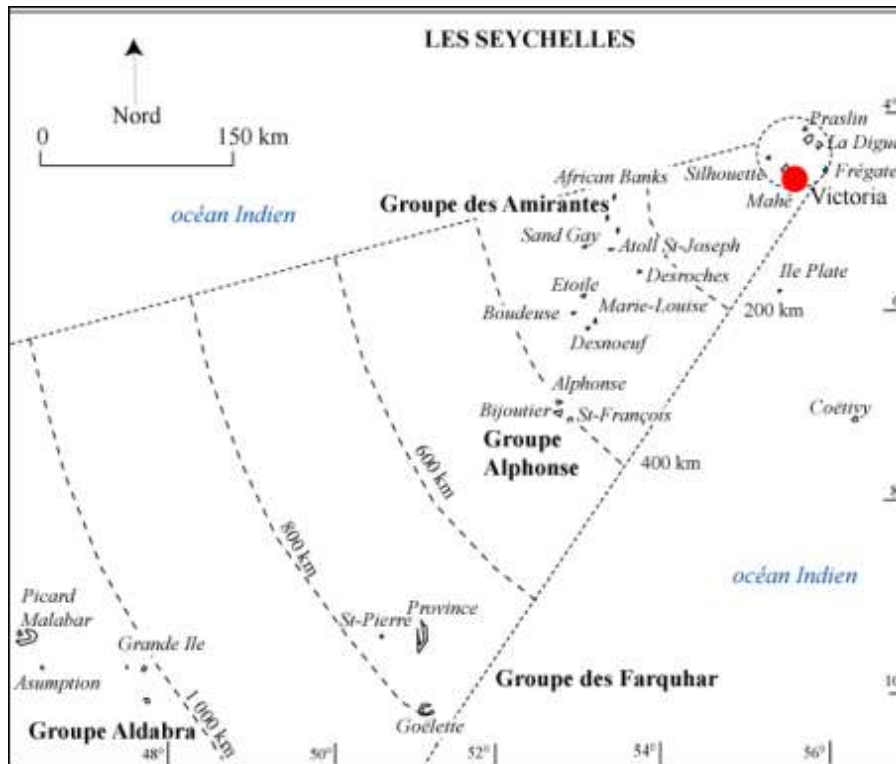 LES SEYCHELLES
Nord
0 150 km
4°
Praslin
La Digue
Silhouette
Frégate
Mahé
Victoria
African Banks
océan Indien
Groupe des Amirantes
Sand Gay
Atoll St-Joseph
Desroches
Ile Plate
Etoile
Boudeuse
Marie-Louise
200 km
Desnoeuf
Alphonse
Bijoutier
St-François
Coëtivy
Groupe
Alphonse
400 km
600 km
800 km
océan Indien
Picard
Malabar
St-Pierre
Province
Grande Ile
Asumption
Groupe des Farquhar
10
Goëlette
1 000 km
Groupe Aldabra
48° 50° 52° 54° 56°